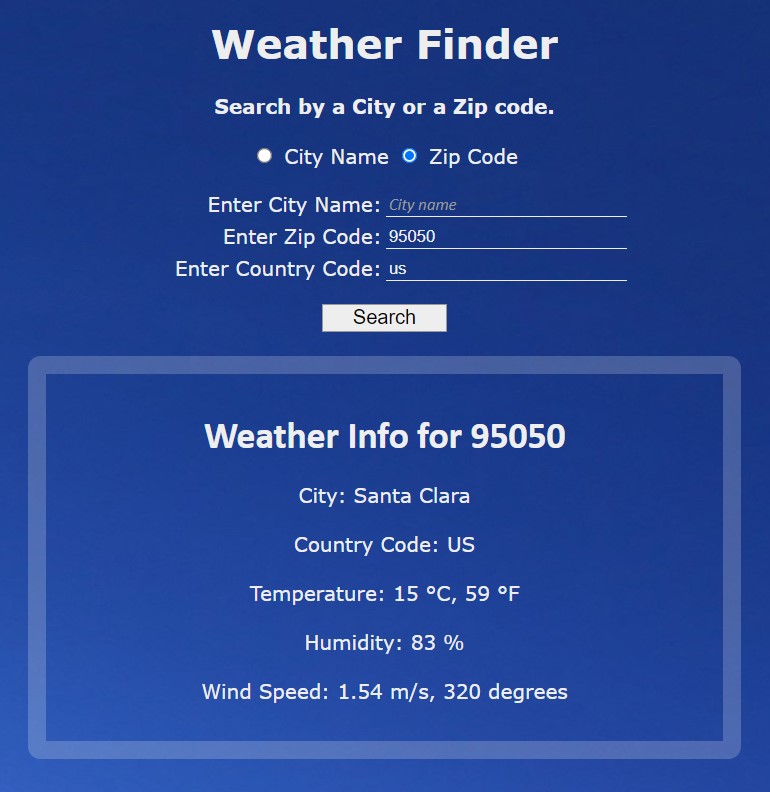 Weather Finder
Search by a City or a Zip code.
City Name Zip Code
Enter City Name: City name
Enter Zip Code: 95050
Enter Country Code: us
Search
Weather Info for 95050
City: Santa Clara
Country Code: US
Temperature: 15 °C, 59 °F
Humidity: 83 %
Wind Speed: 1.54 m/s, 320 degrees